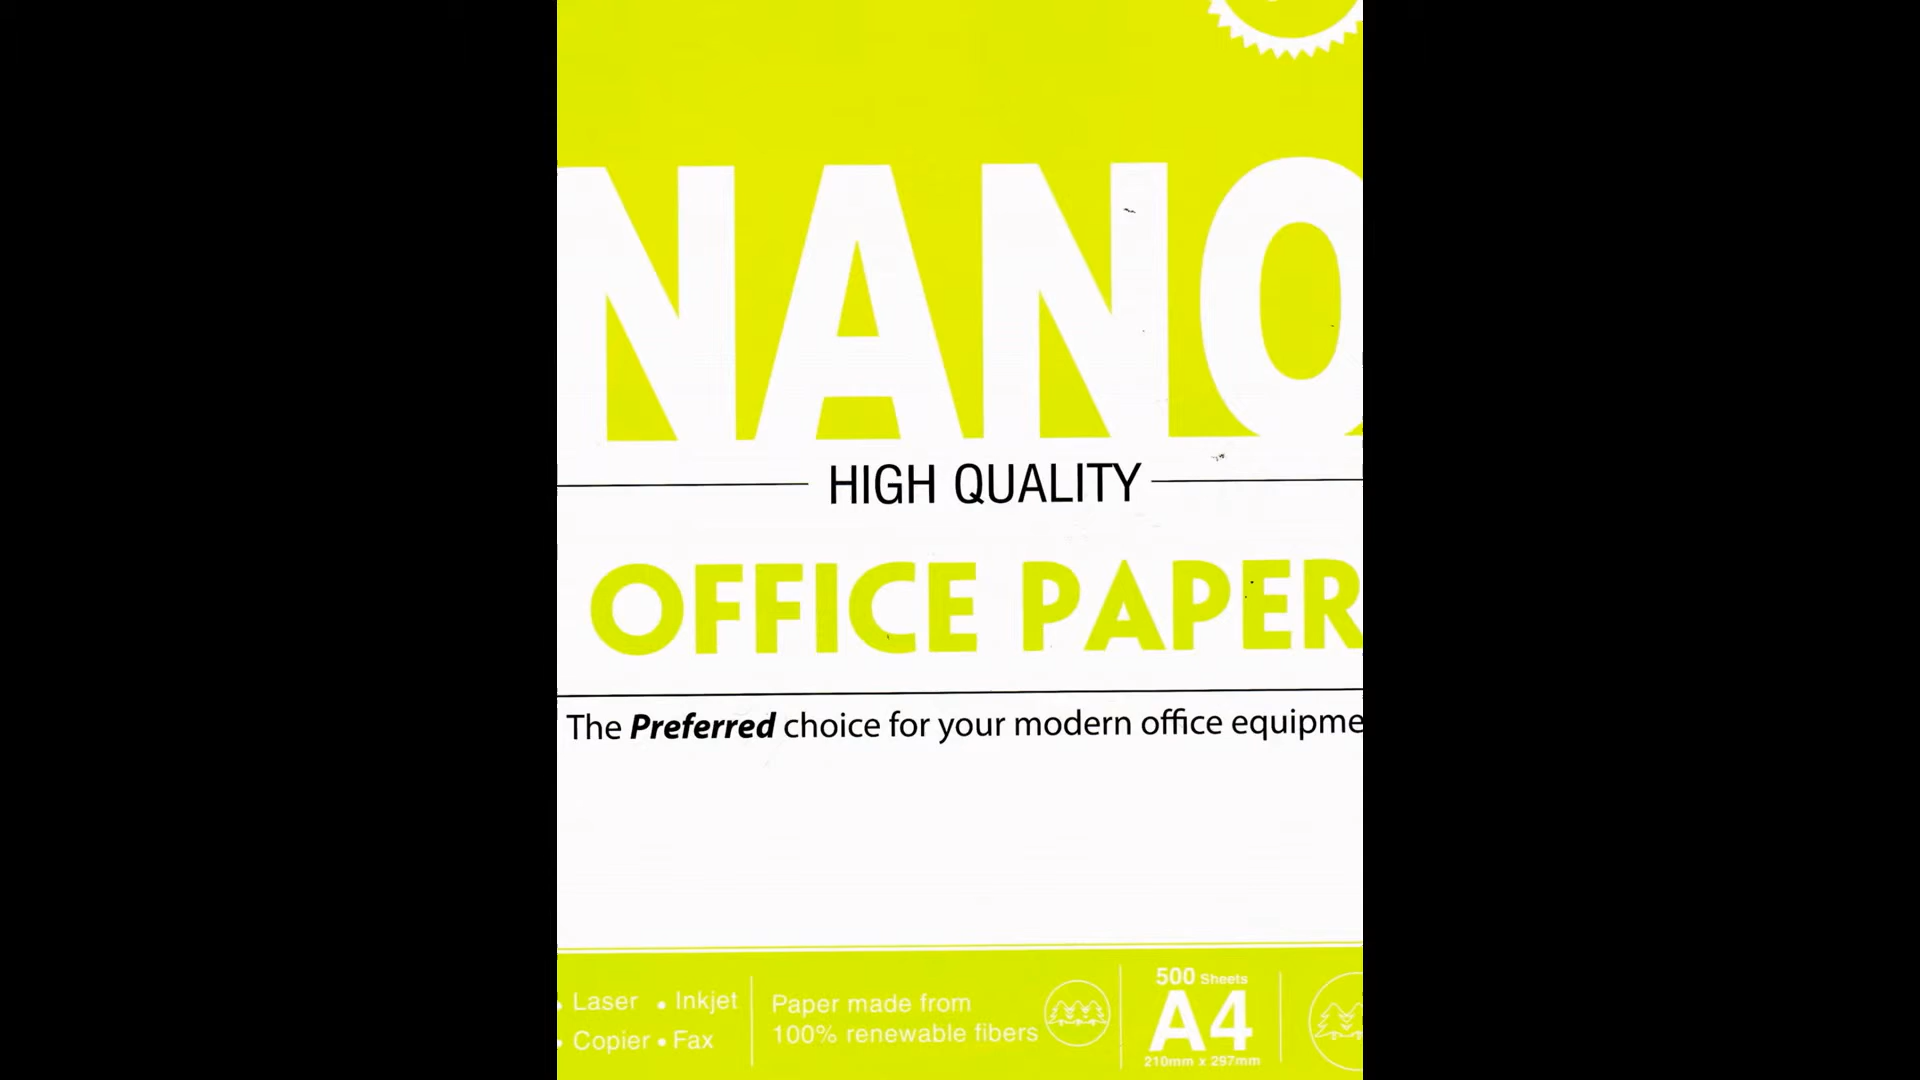 NANO
HIGH QUALITY
OFFICE PAPER
The Preferred choice for your modern office equipme
• Laser • Inkjet
• Copier • Fax
Paper made from
100% renewable fibers
500 Sheets
A4
210mm x 297mm